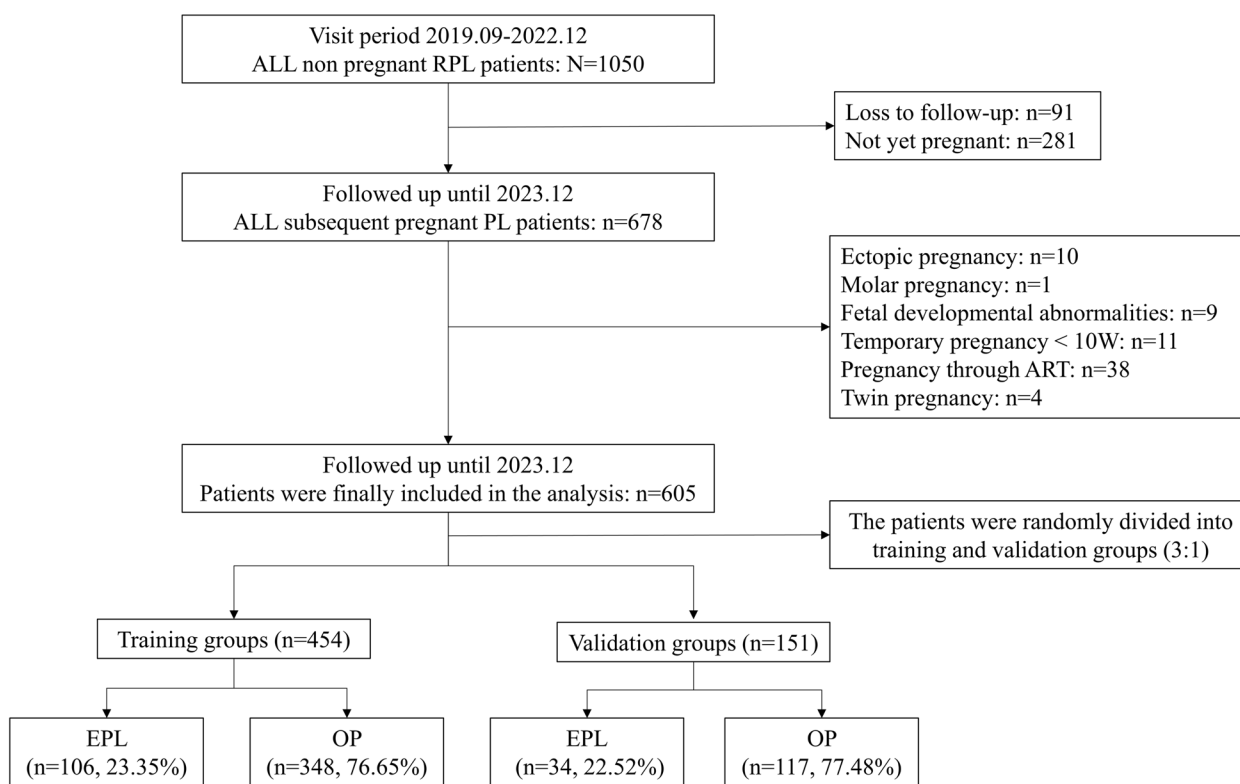 Visit period 2019.09-2022.12
ALL non pregnant RPL patients: N=1050
Loss to follow-up: n=91
Not yet pregnant: n=281
Followed up until 2023.12
ALL subsequent pregnant PL patients: n=678
Ectopic pregnancy: n=10
Molar pregnancy: n=1
Fetal developmental abnormalities: n=9
Temporary pregnancy < 10W: n=11
Pregnancy through ART: n=38
Twin pregnancy: n=4
Followed up until 2023.12
Patients were finally included in the analysis: n=605
The patients were randomly divided into
training and validation groups (3:1)
Training groups (n=454)
Validation groups (n=151)
EPL
(n=106, 23.35%)
OP
(n=348, 76.65%)
EPL
(n=34, 22.52%)
OP
(n=117, 77.48%)